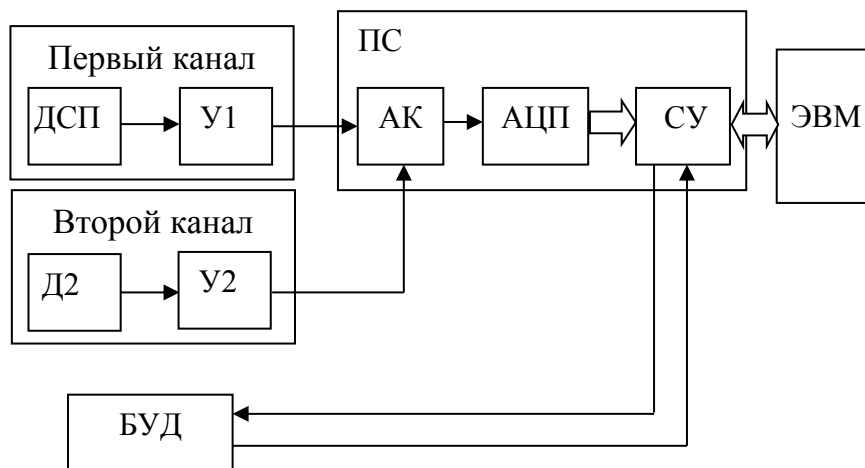 Первый канал
ДСП
У1
ПС
АК
АЦП
СУ
ЭВМ
Второй канал
Д2
У2
БУД